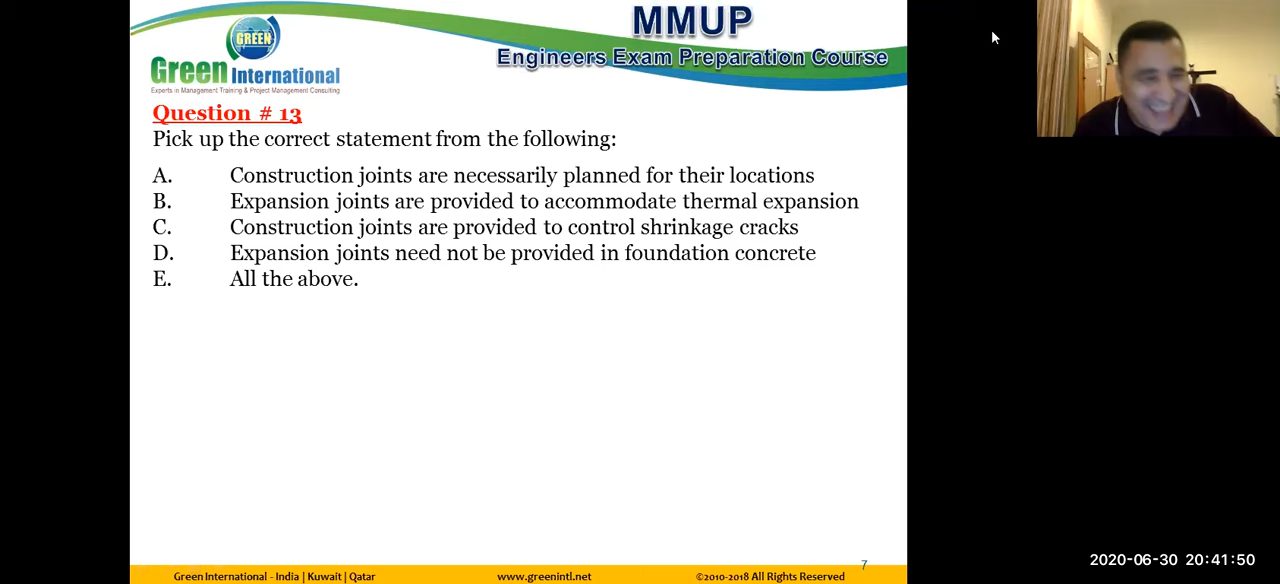 MMUP
Engineers Exam Preparation Course
GREEN
Green International
Experts in Management Training & Project Management Consulting
Question # 13
Pick up the correct statement from the following:
A. Construction joints are necessarily planned for their locations
B. Expansion joints are provided to accommodate thermal expansion
C. Construction joints are provided to control shrinkage cracks
D. Expansion joints need not be provided in foundation concrete
E. All the above.
7
Green International - India | Kuwait | Qatar
www.greenintl.net
©2010-2018 All Rights Reserved
2020-06-30 20:41:50